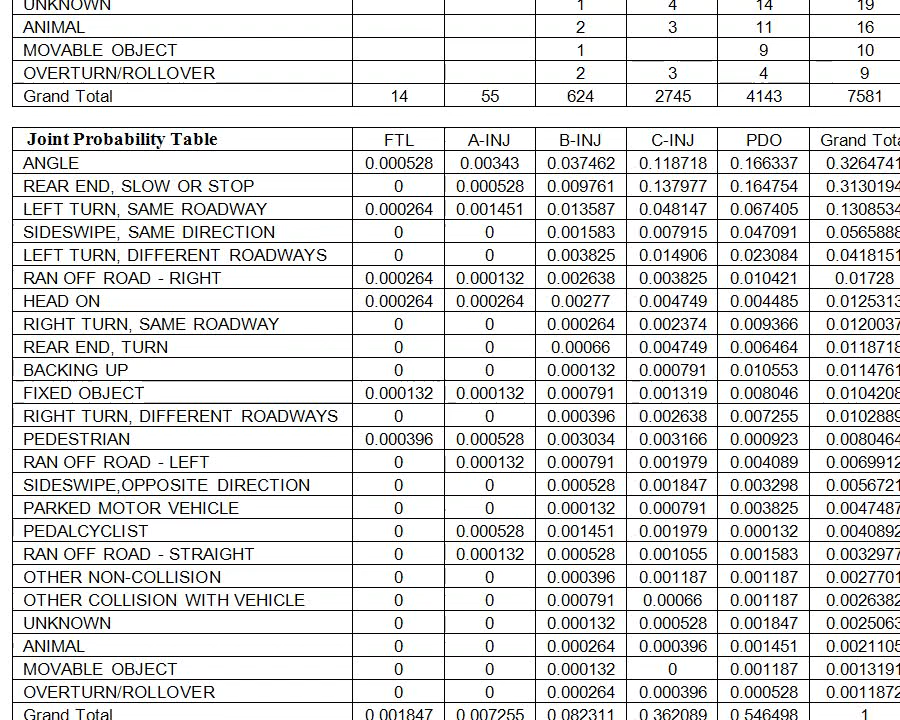 UNKNOWN 1 4 14 19
ANIMAL 2 3 11 16
MOVABLE OBJECT 1 9 10
OVERTURN/ROLLOVER 2 3 4 9
Grand Total 14 55 624 2745 4143 7581
Joint Probability Table FTL A-INJ B-INJ C-INJ PDO Grand Tota
ANGLE 0.000528 0.00343 0.037462 0.118718 0.166337 0.3264741
REAR END, SLOW OR STOP 0 0.000528 0.009761 0.137977 0.164754 0.3130194
LEFT TURN, SAME ROADWAY 0.000264 0.001451 0.013587 0.048147 0.067405 0.1308534
SIDESWIPE, SAME DIRECTION 0 0 0.001583 0.007915 0.047091 0.0565888
LEFT TURN, DIFFERENT ROADWAYS 0 0 0.003825 0.014906 0.023084 0.0418151
RAN OFF ROAD - RIGHT 0.000264 0.000132 0.002638 0.003825 0.010421 0.01728
HEAD ON 0.000264 0.000264 0.00277 0.004749 0.004485 0.0125313
RIGHT TURN, SAME ROADWAY 0 0 0.000264 0.002374 0.009366 0.0120037
REAR END, TURN 0 0 0.00066 0.004749 0.006464 0.0118718
BACKING UP 0 0 0.000132 0.000791 0.010553 0.0114761
FIXED OBJECT 0.000132 0.000132 0.000791 0.001319 0.008046 0.0104208
RIGHT TURN, DIFFERENT ROADWAYS 0 0 0.000396 0.002638 0.007255 0.0102889
PEDESTRIAN 0.000396 0.000528 0.003034 0.003166 0.000923 0.0080464
RAN OFF ROAD - LEFT 0 0.000132 0.000791 0.001979 0.004089 0.0069912
SIDESWIPE,OPPOSITE DIRECTION 0 0 0.000528 0.001847 0.003298 0.0056721
PARKED MOTOR VEHICLE 0 0 0.000132 0.000791 0.003825 0.0047487
PEDALCYCLIST 0 0.000528 0.001451 0.001979 0.000132 0.0040892
RAN OFF ROAD - STRAIGHT 0 0.000132 0.000528 0.001055 0.001583 0.0032977
OTHER NON-COLLISION 0 0 0.000396 0.001187 0.001187 0.0027701
OTHER COLLISION WITH VEHICLE 0 0 0.000791 0.00066 0.001187 0.0026382
UNKNOWN 0 0 0.000132 0.000528 0.001847 0.0025063
ANIMAL 0 0 0.000264 0.000396 0.001451 0.0021105
MOVABLE OBJECT 0 0 0.000132 0 0.001187 0.0013191
OVERTURN/ROLLOVER 0 0 0.000264 0.000396 0.000528 0.0011872
Grand Total 0.001847 0.007255 0.082311 0.362089 0.546498 1